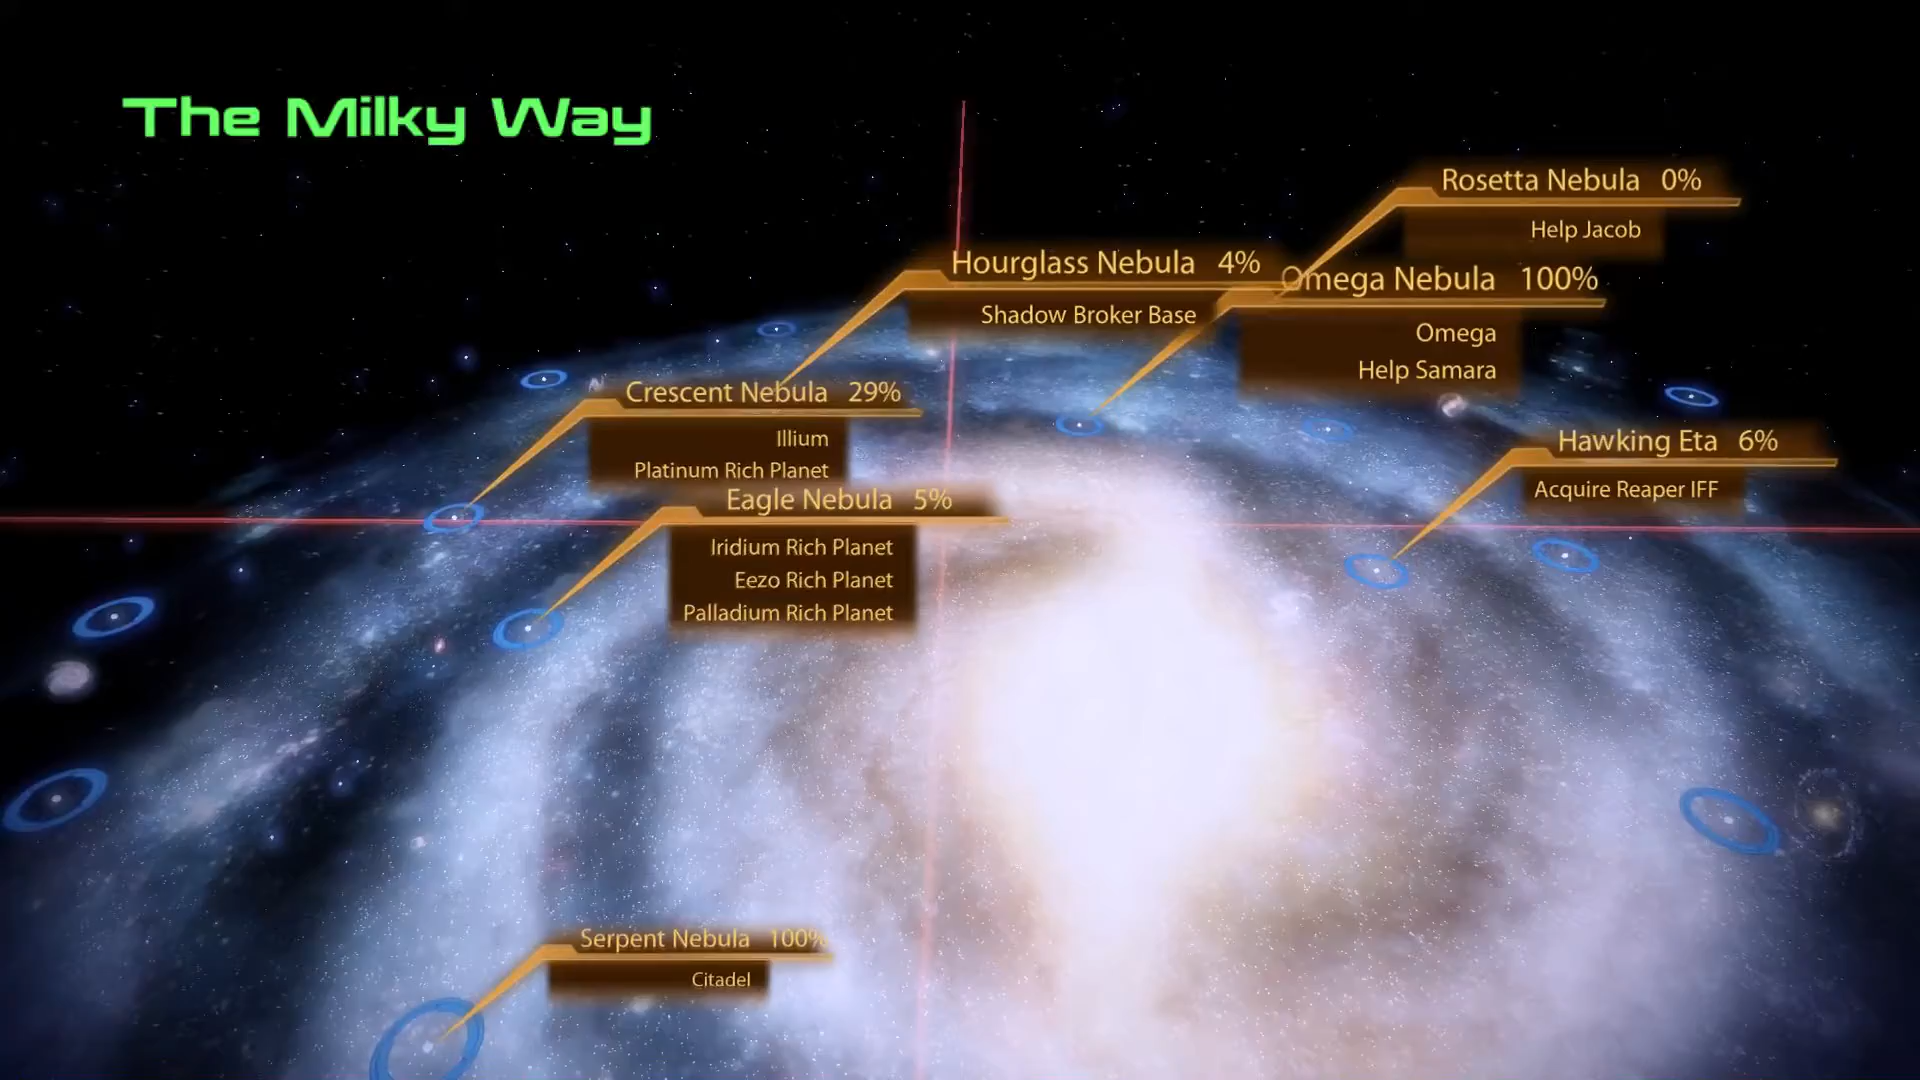 The Milky Way
Rosetta Nebula 0%
Help Jacob
Hourglass Nebula 4%
Shadow Broker Base
Omega Nebula 100%
Omega
Help Samara
Crescent Nebula 29%
Illium
Platinum Rich Planet
Hawking Eta 6%
Acquire Reaper IFF
Eagle Nebula 5%
Iridium Rich Planet
Eezo Rich Planet
Palladium Rich Planet
Serpent Nebula 100%
Citadel